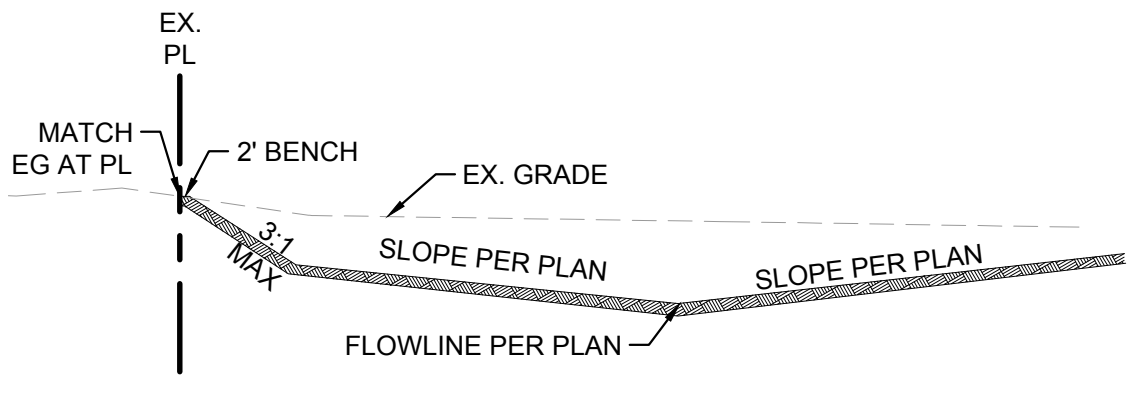 EX.
PL
MATCH
EG AT PL
2' BENCH
EX. GRADE
3:1
MAX
SLOPE PER PLAN
SLOPE PER PLAN
FLOWLINE PER PLAN